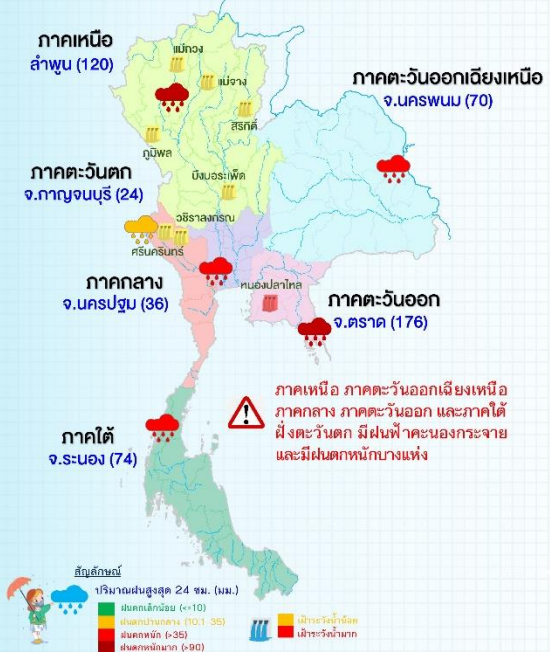 ภาคเหนือ
ลำพูน (120)
แม่กวง
แม่จาง
สิริกิติ์
ภูมิพล
ภาคตะวันออกเฉียงเหนือ
จ.นครพนม (70)
ภาคตะวันตก
จ.กาญจนบุรี (24)
บึงบอระเพ็ด
วชิราลงกรณ
ศรีนครินทร์
ภาคกลาง
จ.นครปฐม (36)
หนองปลาไหล
ภาคตะวันออก
จ.ตราด (176)
ภาคใต้
จ.ระนอง (74)
ภาคเหนือ ภาคตะวันออกเฉียงเหนือ
ภาคกลาง ภาคตะวันออก และภาคใต้
ฝั่งตะวันตก มีฝนฟ้าคะนองกระจาย
และมีฝนตกหนักบางแห่ง
สัญลักษณ์
ปริมาณฝนสูงสุด 24 ชม. (มม.)
ฝนตกเล็กน้อย (<=10)
ฝนตกปานกลาง (10.1-35)
ฝนตกหนัก (>35)
ฝนตกหนักมาก (>90)
เฝ้าระวังน้ำน้อย
เฝ้าระวังน้ำมาก